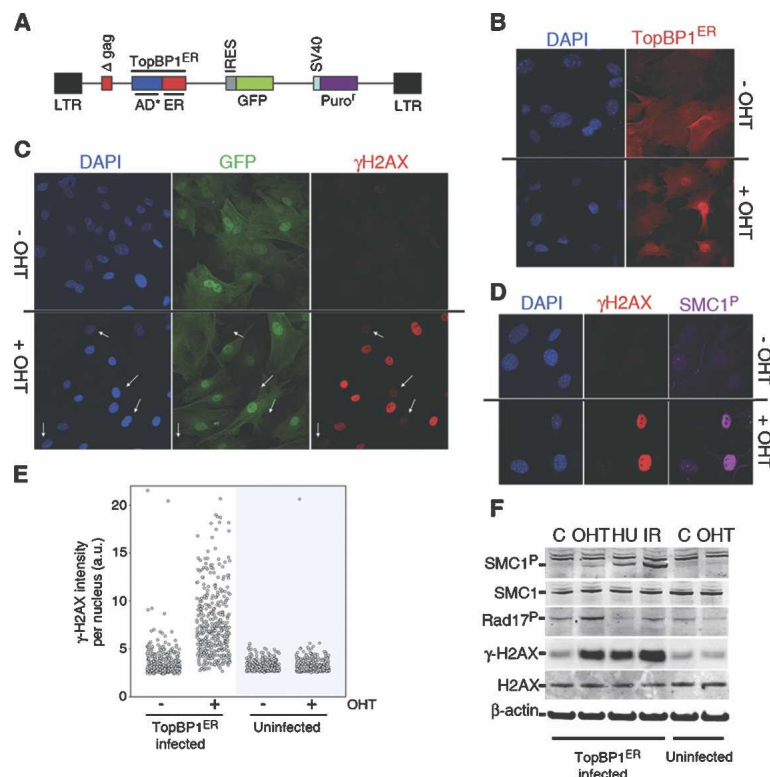 A
Δ gag
TopBP1ER
IRES
SV40
LTR
AD* ER
GFP
Puror
LTR
B
DAPI
TopBP1ER
- OHT
+ OHT
C
DAPI
GFP
γH2AX
- OHT
+ OHT
D
DAPI
γH2AX
SMC1P
- OHT
+ OHT
E
γ-H2AX intensity
per nucleus (a.u.)
20
15
10
5
0
- + - + OHT
TopBP1ER
infected
Uninfected
F
C OHT HU IR C OHT
SMC1P
SMC1
Rad17P
γ-H2AX
H2AX
β-actin
TopBP1ER
infected
Uninfected